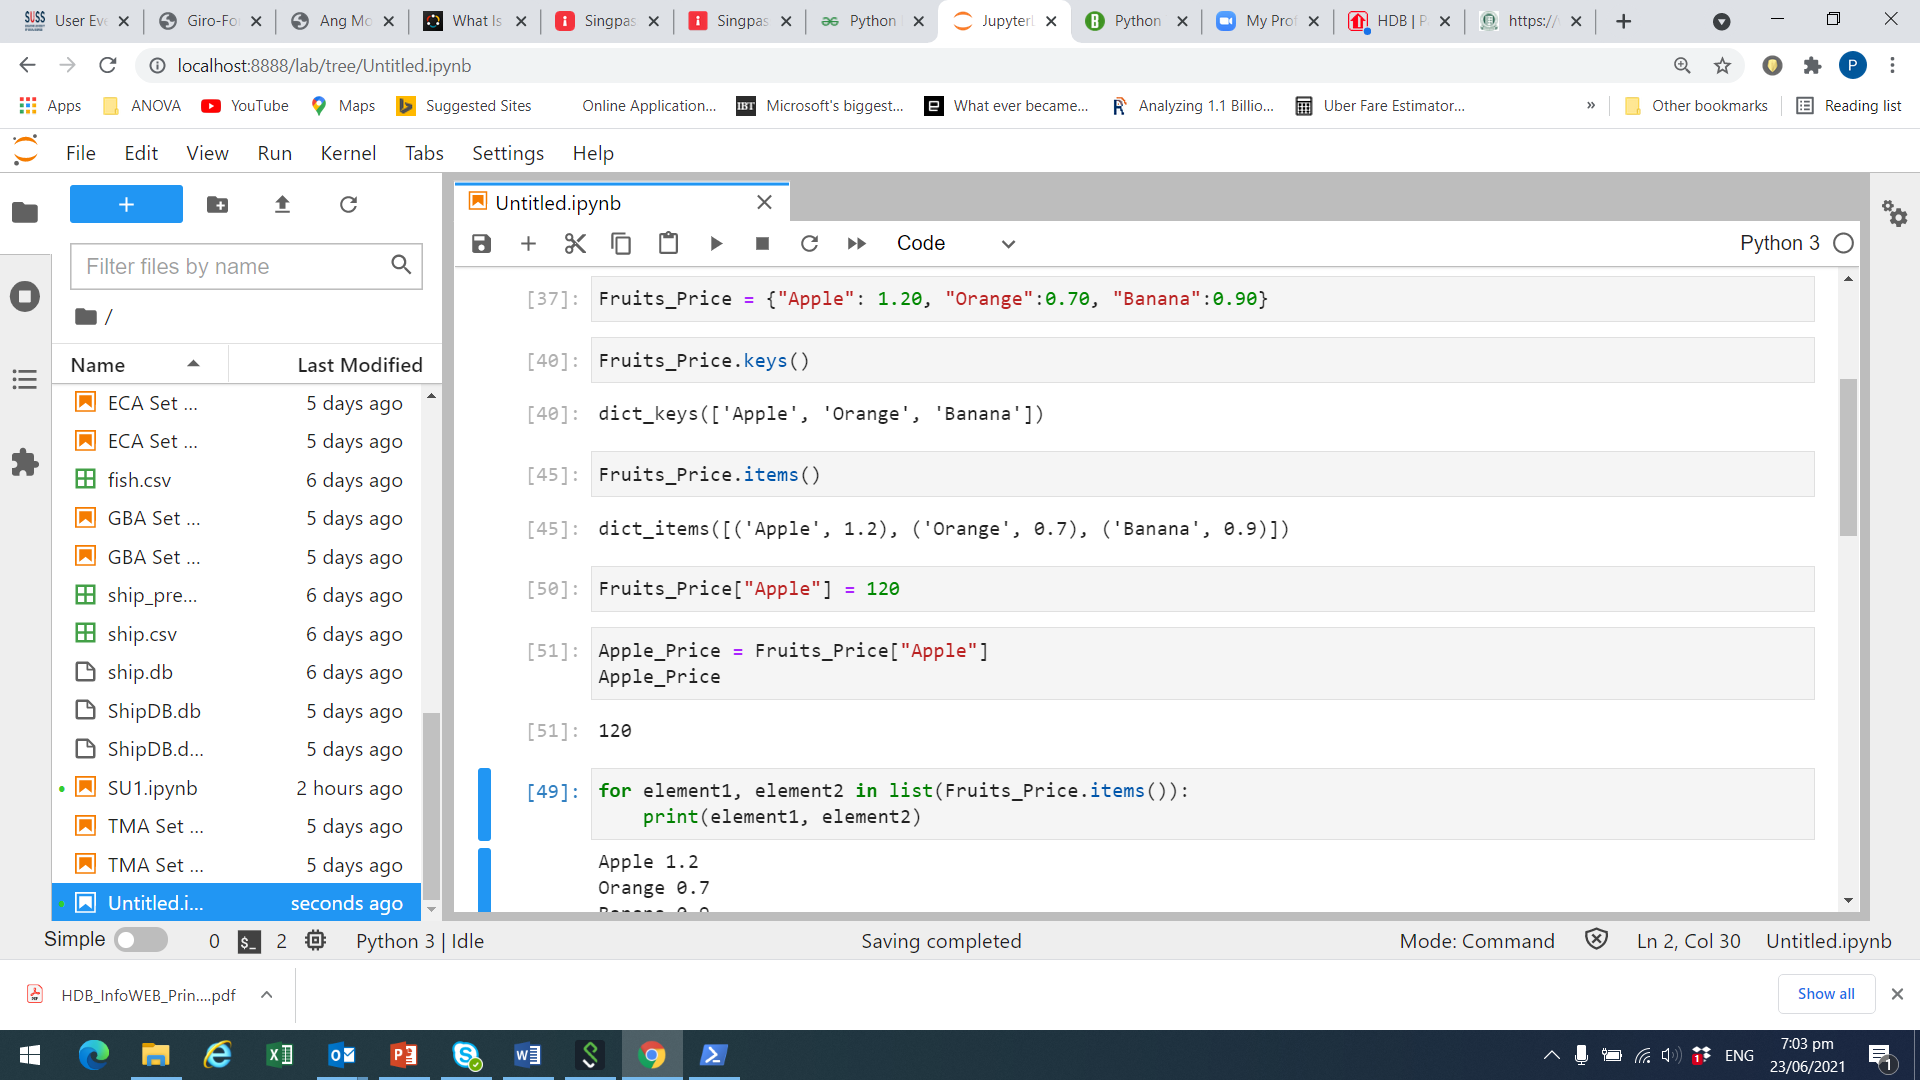 User Eve
Giro-Fo
Ang Mo
What Is
Singpas
Singpas
Python
Jupyter
Python
My Prof
HDB | P
https://
localhost:8888/lab/tree/Untitled.ipynb
P
Apps
ANOVA
YouTube
Maps
Suggested Sites
Online Application...
Microsoft's biggest...
What ever became...
Analyzing 1.1 Billio...
Uber Fare Estimator...
»
Other bookmarks
Reading list
File Edit View Run Kernel Tabs Settings Help
Untitled.ipynb
Code
Python 3
Filter files by name
/
Name Last Modified
ECA Set ... 5 days ago
ECA Set ... 5 days ago
fish.csv 6 days ago
GBA Set ... 5 days ago
GBA Set ... 5 days ago
ship_pre... 6 days ago
ship.csv 6 days ago
ship.db 6 days ago
ShipDB.db 5 days ago
ShipDB.d... 5 days ago
SU1.ipynb 2 hours ago
TMA Set ... 5 days ago
TMA Set ... 5 days ago
Untitled.i... seconds ago
[37]: Fruits_Price = {"Apple": 1.20, "Orange":0.70, "Banana":0.90}
[40]: Fruits_Price.keys()
[40]: dict_keys(['Apple', 'Orange', 'Banana'])
[45]: Fruits_Price.items()
[45]: dict_items([('Apple', 1.2), ('Orange', 0.7), ('Banana', 0.9)])
[50]: Fruits_Price["Apple"] = 120
[51]: Apple_Price = Fruits_Price["Apple"]
Apple_Price
[51]: 120
[49]: for element1, element2 in list(Fruits_Price.items()):
print(element1, element2)
Apple 1.2
Orange 0.7
Banana 0.9
Simple 0 $_ 2 Python 3 | Idle Saving completed Mode: Command Ln 2, Col 30 Untitled.ipynb
HDB_InfoWEB_Prin....pdf
Show all
ENG
7:03 pm
23/06/2021
1